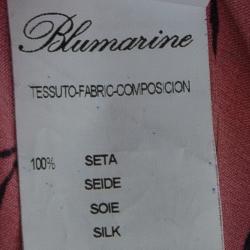 Blumarine
TESSUTO-FABRIC-COMPOSICION
100% SETA
SEIDE
SOIE
SILK